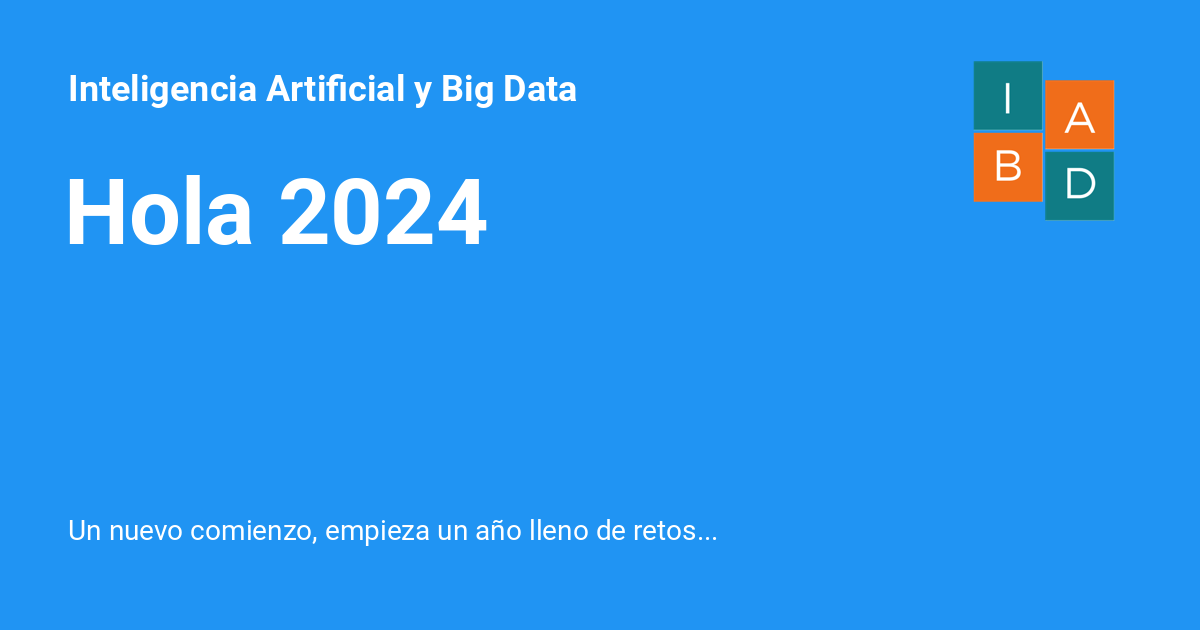 Inteligencia Artificial y Big Data
I A
B D
Hola 2024
Un nuevo comienzo, empieza un año lleno de retos...